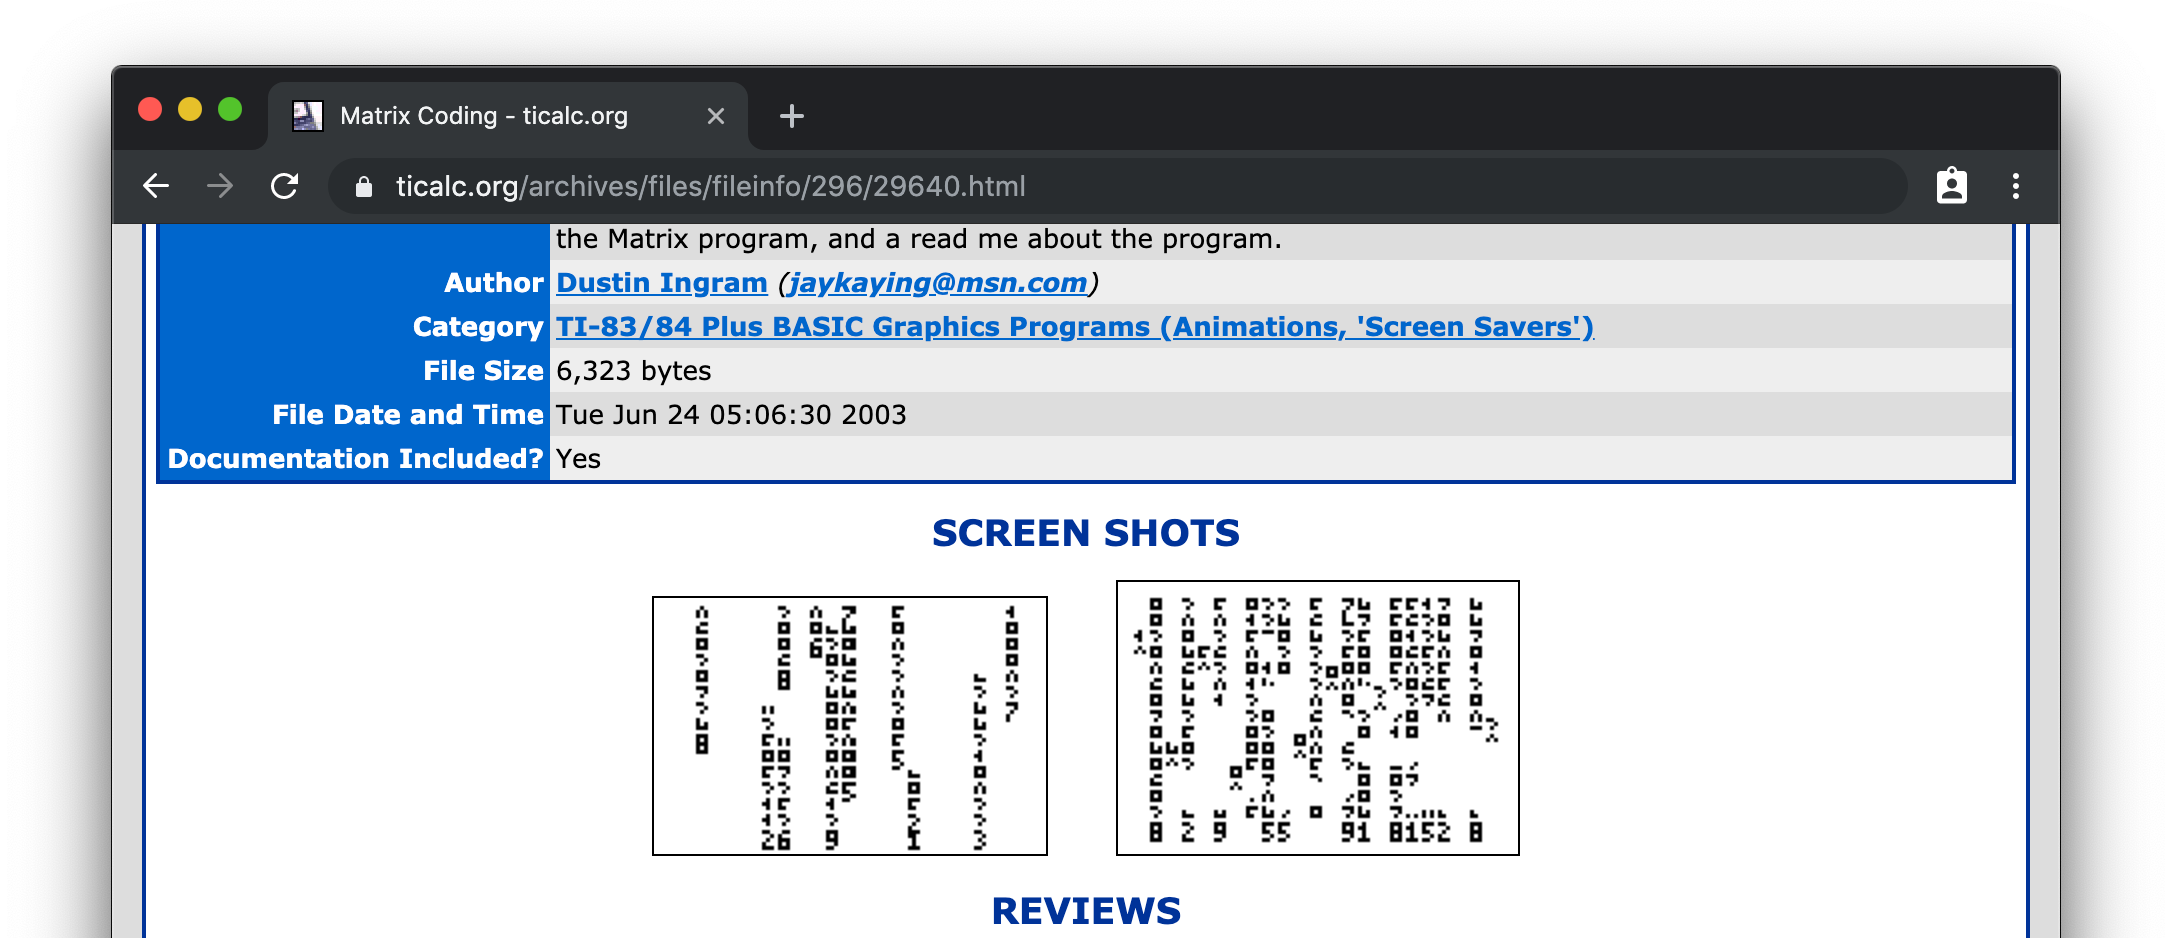 Matrix Coding - ticalc.org
ticalc.org/archives/files/fileinfo/296/29640.html
the Matrix program, and a read me about the program.
Author Dustin Ingram (jaykaying@msn.com)
Category TI-83/84 Plus BASIC Graphics Programs (Animations, 'Screen Savers')
File Size 6,323 bytes
File Date and Time Tue Jun 24 05:06:30 2003
Documentation Included? Yes
SCREEN SHOTS
REVIEWS